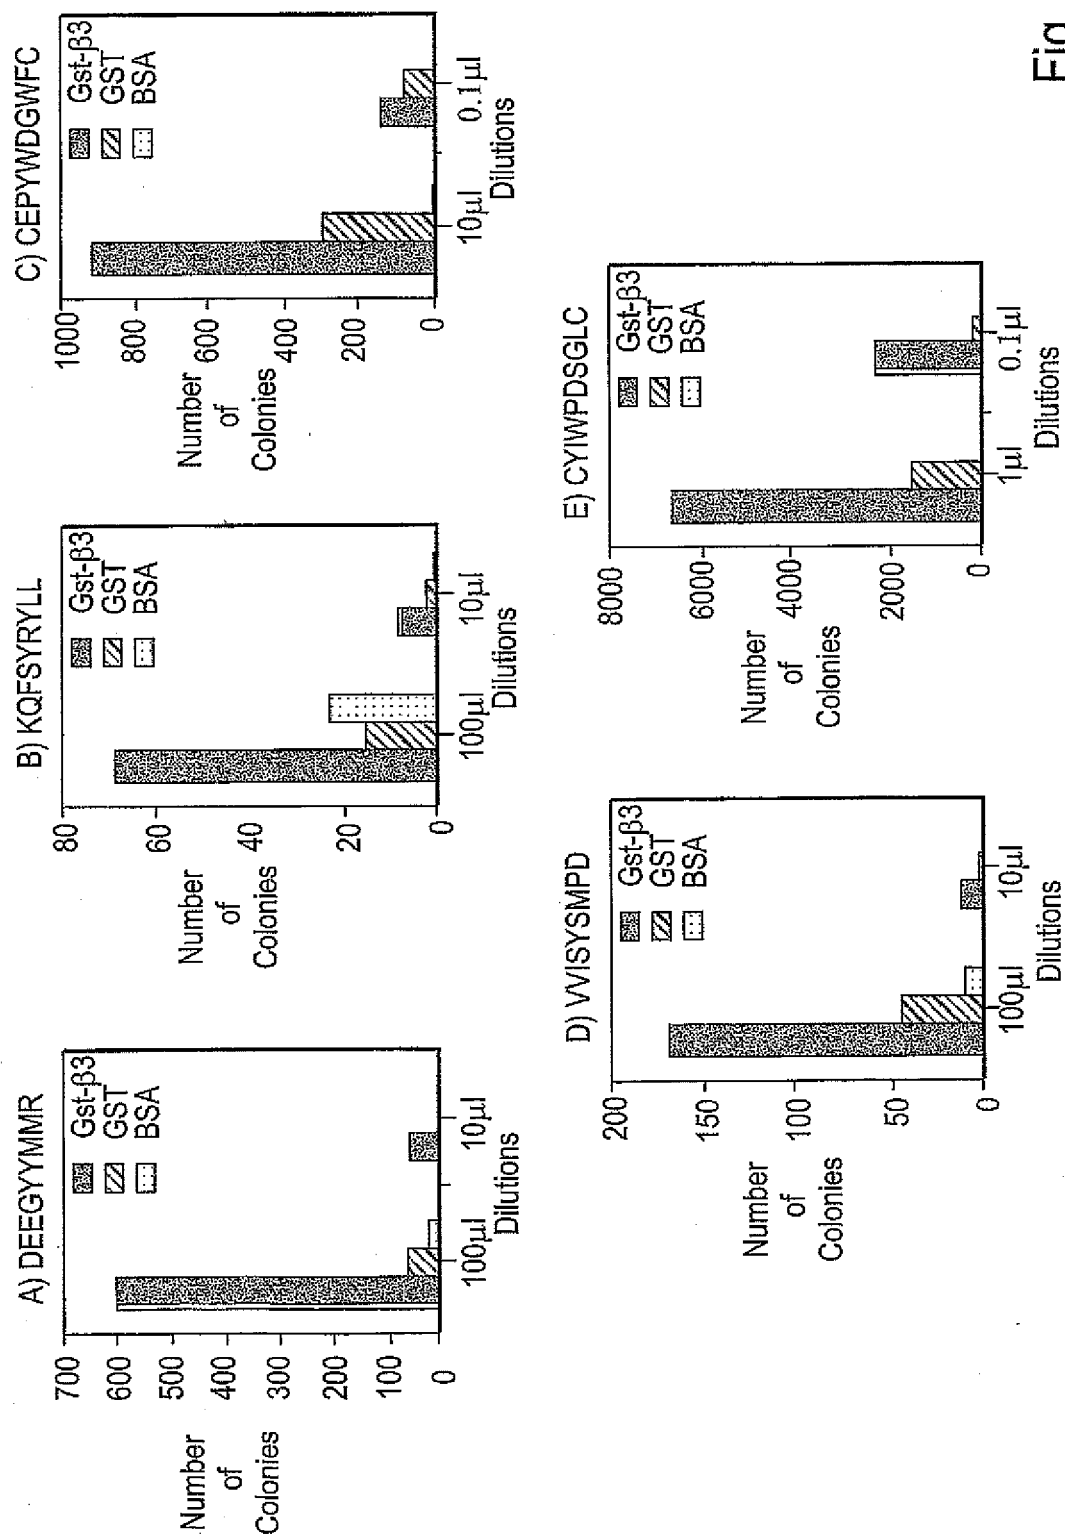 A) DEEGYYMMR
700
600
500
400
300
200
100
0
Number
of
Colonies
Gst-β3
GST
BSA
100µl
10µl
Dilutions
B) KQFSYRYLL
80
60
40
20
0
Number
of
Colonies
Gst-β3
GST
BSA
100µl
10µl
Dilutions
C) CEPYWDGWFC
1000
800
600
400
200
0
Number
of
Colonies
Gst-β3
GST
BSA
10µl
0.1µl
Dilutions
D) VVISYSMPD
200
150
100
50
0
Number
of
Colonies
Gst-β3
GST
BSA
100µl
10µl
Dilutions
E) CYIWPDSGLC
8000
6000
4000
2000
0
Number
of
Colonies
Gst-β3
GST
BSA
1µl
0.1µl
Dilutions
Fig